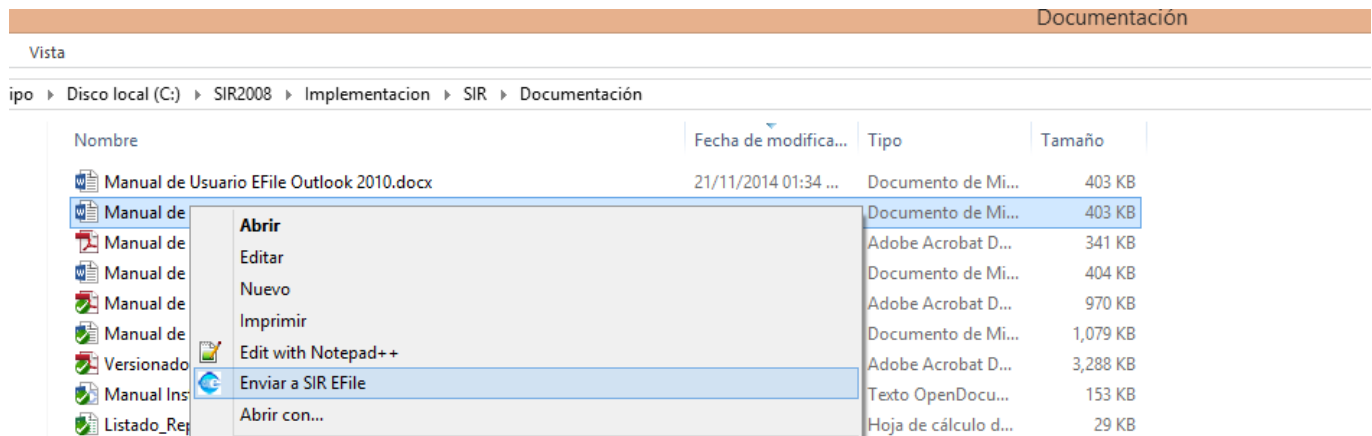 Documentación
Vista
ipo Disco local (C:) SIR2008 Implementacion SIR Documentación
Nombre Fecha de modifica... Tipo Tamaño
Manual de Usuario EFile Outlook 2010.docx 21/11/2014 01:34 ... Documento de Mi... 403 KB
Manual de Documento de Mi... 403 KB
Abrir
Manual de Adobe Acrobat D... 341 KB
Editar
Manual de Documento de Mi... 404 KB
Nuevo
Manual de Adobe Acrobat D... 970 KB
Imprimir
Manual de Documento de Mi... 1,079 KB
Edit with Notepad++
Versionado Adobe Acrobat D... 3,288 KB
Enviar a SIR EFile
Manual Ins Texto OpenDocu... 153 KB
Abrir con...
Listado_Rep Hoja de cálculo d... 29 KB